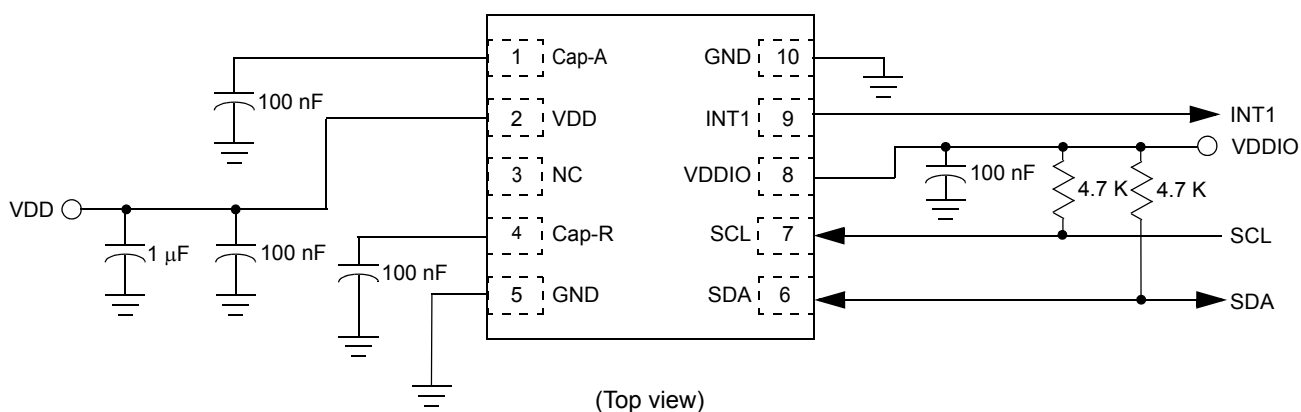 1 Cap-A
GND 10
100 nF
2 VDD
INT1 9
INT1
VDDIO
3 NC
VDDIO 8
100 nF
4.7 K
4.7 K
VDD
4 Cap-R
SCL 7
SCL
1 μF
100 nF
100 nF
5 GND
SDA 6
SDA
(Top view)